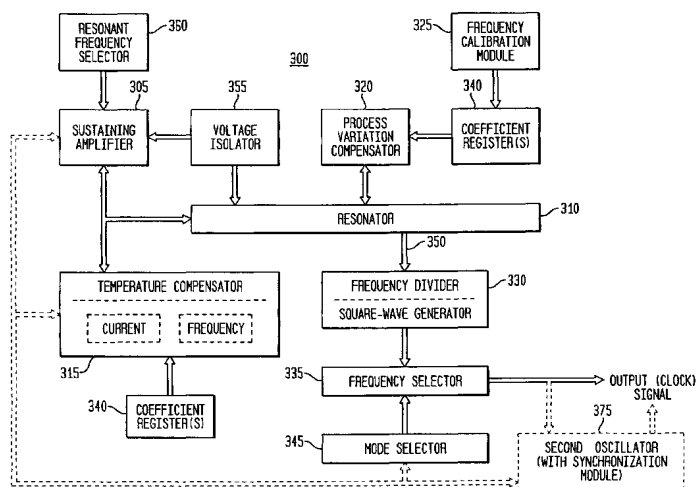 360
RESONANT
FREQUENCY
SELECTOR
325
FREQUENCY
CALIBRATION
MODULE
300
305
SUSTAINING
AMPLIFIER
355
VOLTAGE
ISOLATOR
320
PROCESS
VARIATION
COMPENSATOR
340
COEFFICIENT
REGISTER(S)
RESONATOR
310
350
TEMPERATURE COMPENSATOR
CURRENT
FREQUENCY
315
FREQUENCY DIVIDER
SQUARE-WAVE GENERATOR
330
335
FREQUENCY SELECTOR
OUTPUT (CLOCK)
SIGNAL
340
COEFFICIENT
REGISTER(S)
345
MODE SELECTOR
375
SECOND OSCILLATOR
(WITH SYNCHRONIZATION
MODULE)